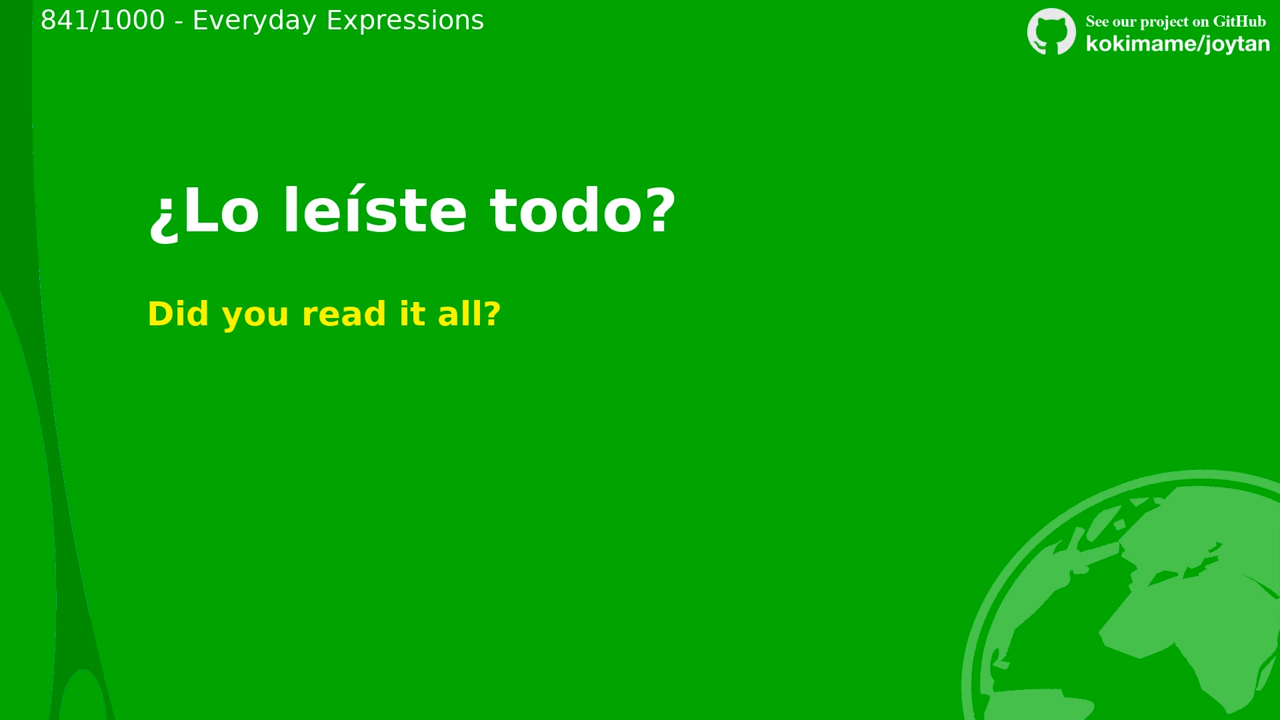 841/1000 - Everyday Expressions
See our project on GitHub
kokimame/joytan
¿Lo leíste todo?
Did you read it all?